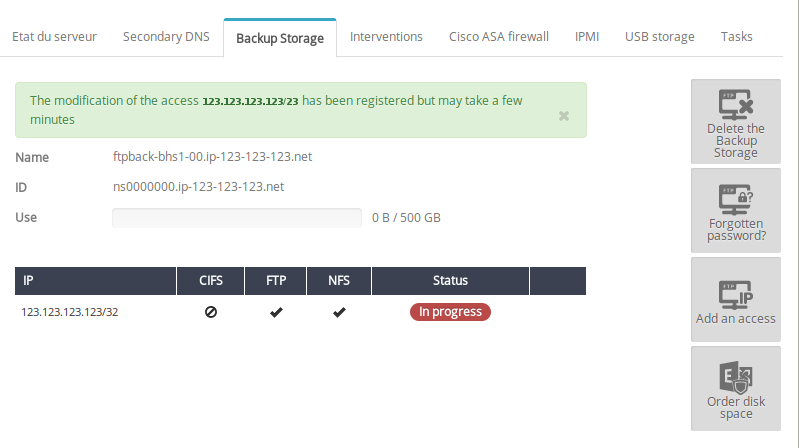 Etat du serveur Secondary DNS Backup Storage Interventions Cisco ASA firewall IPMI USB storage Tasks
The modification of the access 123.123.123.123/23 has been registered but may take a few
minutes
Name ftpback-bhs1-00.ip-123-123-123.net
ID ns0000000.ip-123-123-123.net
Use 0 B / 500 GB
IP CIFS FTP NFS Status
123.123.123.123/32 In progress
FTP
Delete the
Backup
Storage
FTP
?
Forgotten
password?
FTP
IP
Add an access
E
Order disk
space